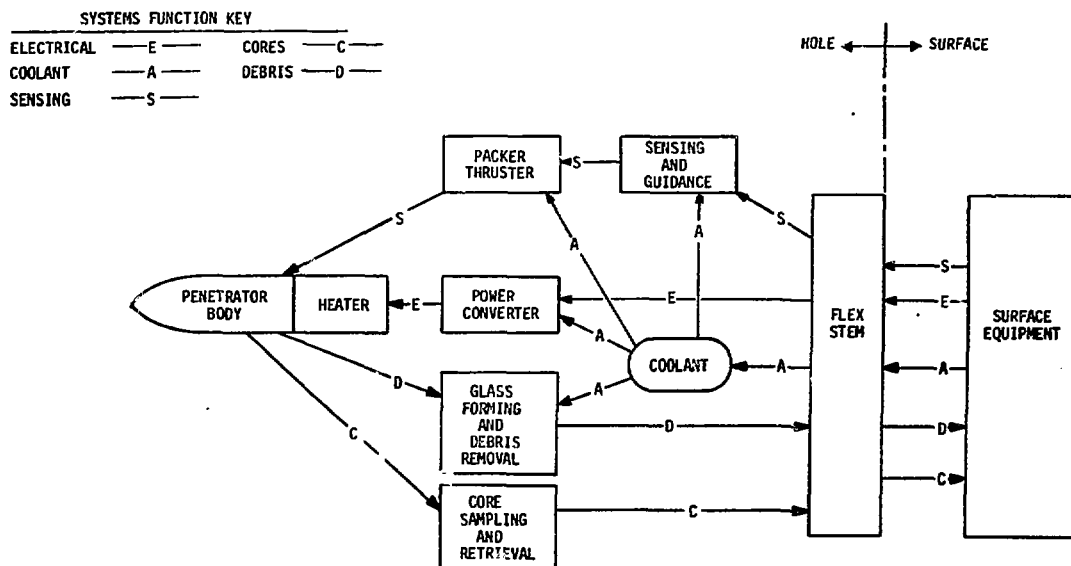 SYSTEMS FUNCTION KEY
ELECTRICAL —E— CORES —C—
COOLANT —A— DEBRIS —D—
SENSING —S—
HOLE SURFACE
PACKER
THRUSTER
S
SENSING
AND
GUIDANCE
S
A
A
S
PENETRATOR
BODY
HEATER
E
POWER
CONVERTER
E
A
COOLANT
A
FLEX
STEM
S
E
A
D
C
SURFACE
EQUIPMENT
D
A
GLASS
FORMING
AND
DEBRIS
REMOVAL
D
C
CORE
SAMPLING
AND
RETRIEVAL
C